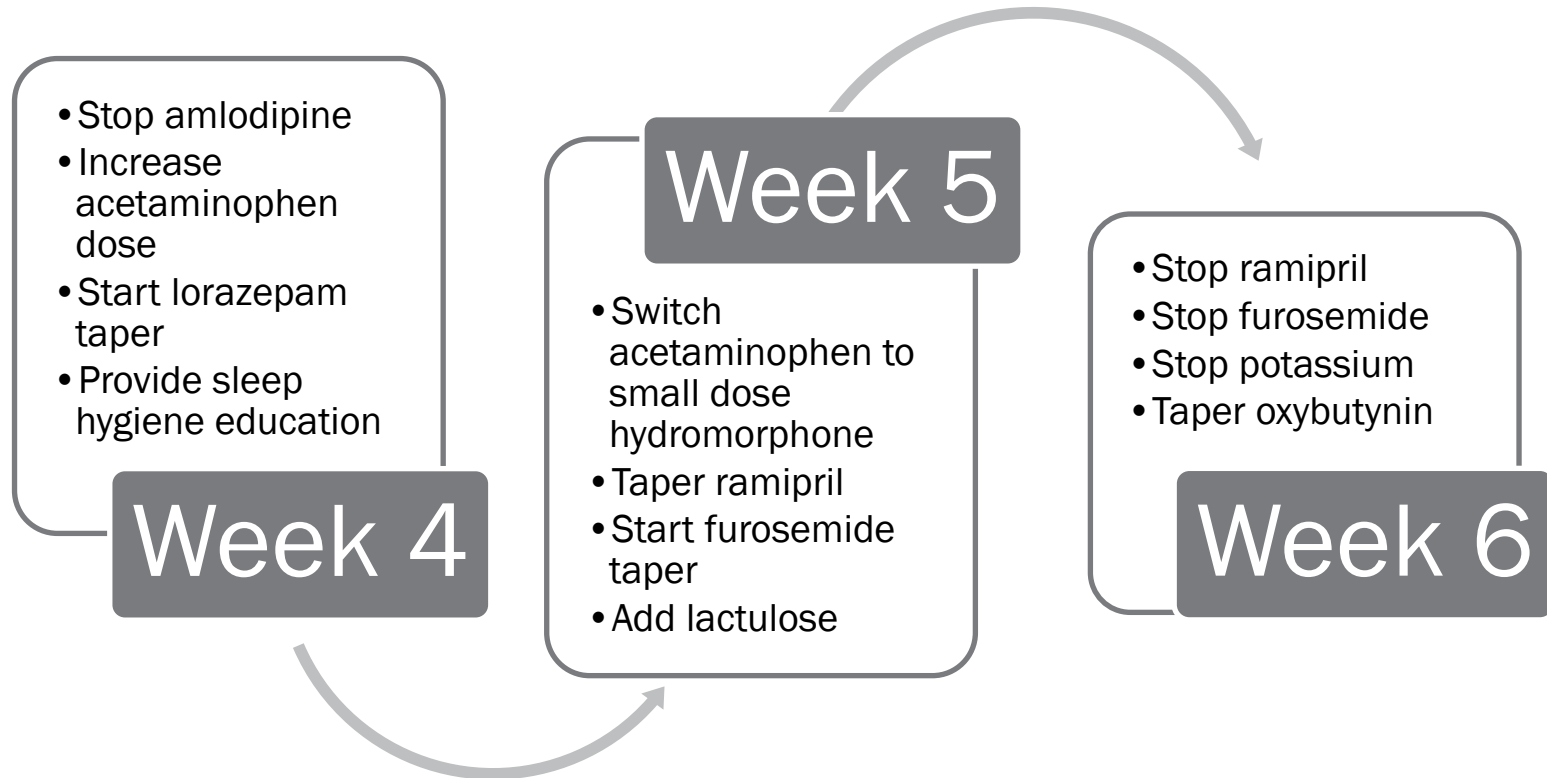 •Stop amlodipine
•Increase
acetaminophen
dose
•Start lorazepam
taper
•Provide sleep
hygiene education
Week 4
Week 5
•Switch
acetaminophen to
small dose
hydromorphone
•Taper ramipril
•Start furosemide
taper
•Add lactulose
•Stop ramipril
•Stop furosemide
•Stop potassium
•Taper oxybutynin
Week 6